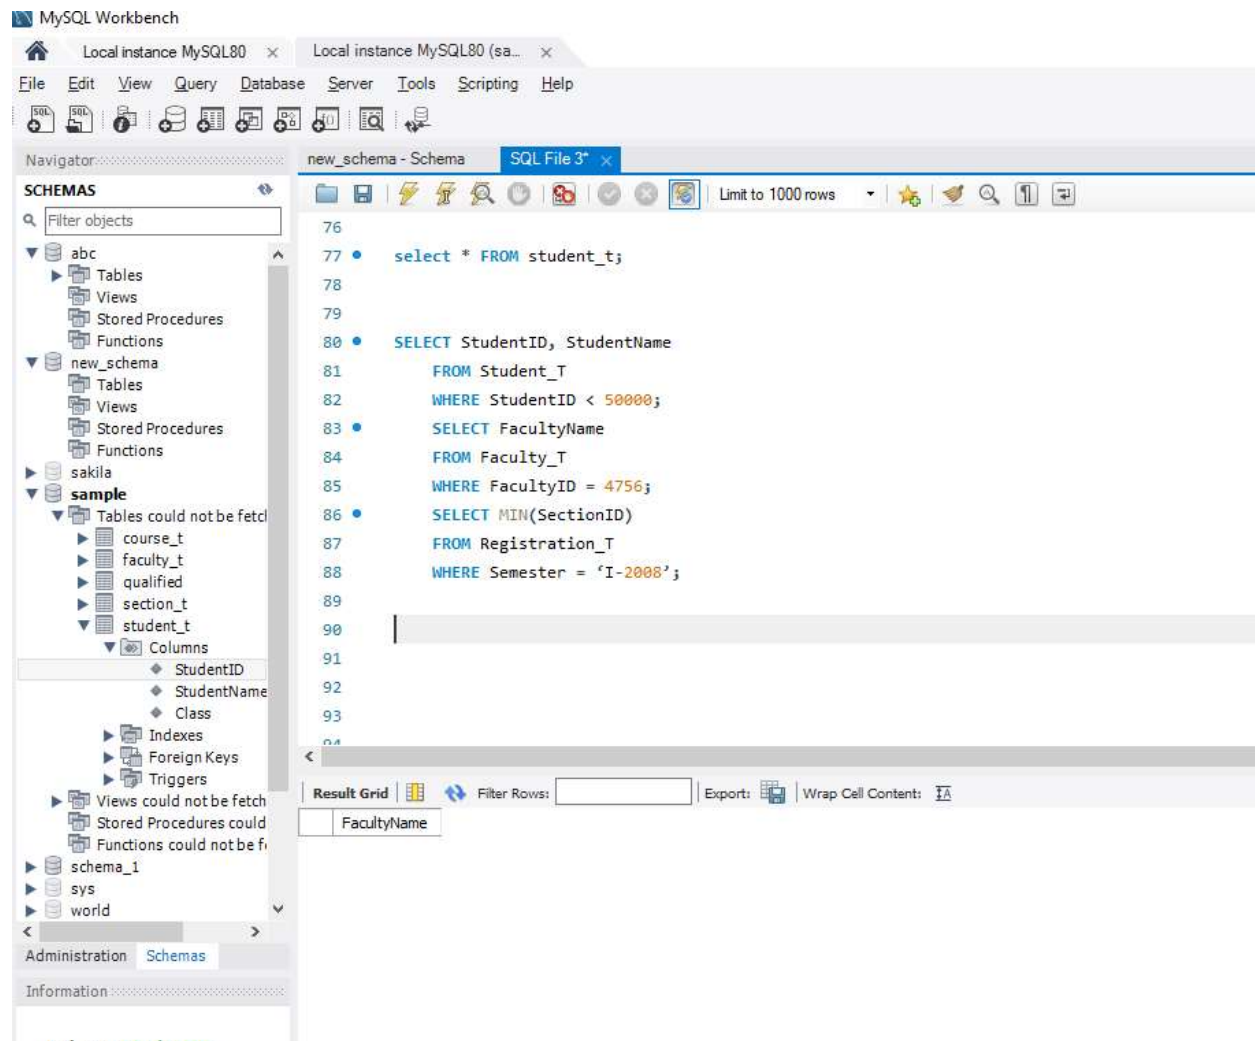 MySQL Workbench
Local instance MySQL80 × Local instance MySQL80 (sa... ×
File Edit View Query Database Server Tools Scripting Help
Navigator
new_schema - Schema SQL File 3* ×
SCHEMAS
Limit to 1000 rows
Filter objects
abc
Tables
Views
Stored Procedures
Functions
new_schema
Tables
Views
Stored Procedures
Functions
sakila
sample
Tables could not be fetcl
course_t
faculty_t
qualified
section_t
student_t
Columns
StudentID
StudentName
Class
Indexes
Foreign Keys
Triggers
Views could not be fetch
Stored Procedures could
Functions could not be f
schema_1
sys
world
Administration Schemas
Information
76
77 select * FROM student_t;
78
79
80 SELECT StudentID, StudentName
81 FROM Student_T
82 WHERE StudentID < 50000;
83 SELECT FacultyName
84 FROM Faculty_T
85 WHERE FacultyID = 4756;
86 SELECT MIN(SectionID)
87 FROM Registration_T
88 WHERE Semester = ‘I-2008’;
89
90
91
92
93
94
Result Grid Filter Rows: Export: Wrap Cell Content: IA
FacultyName